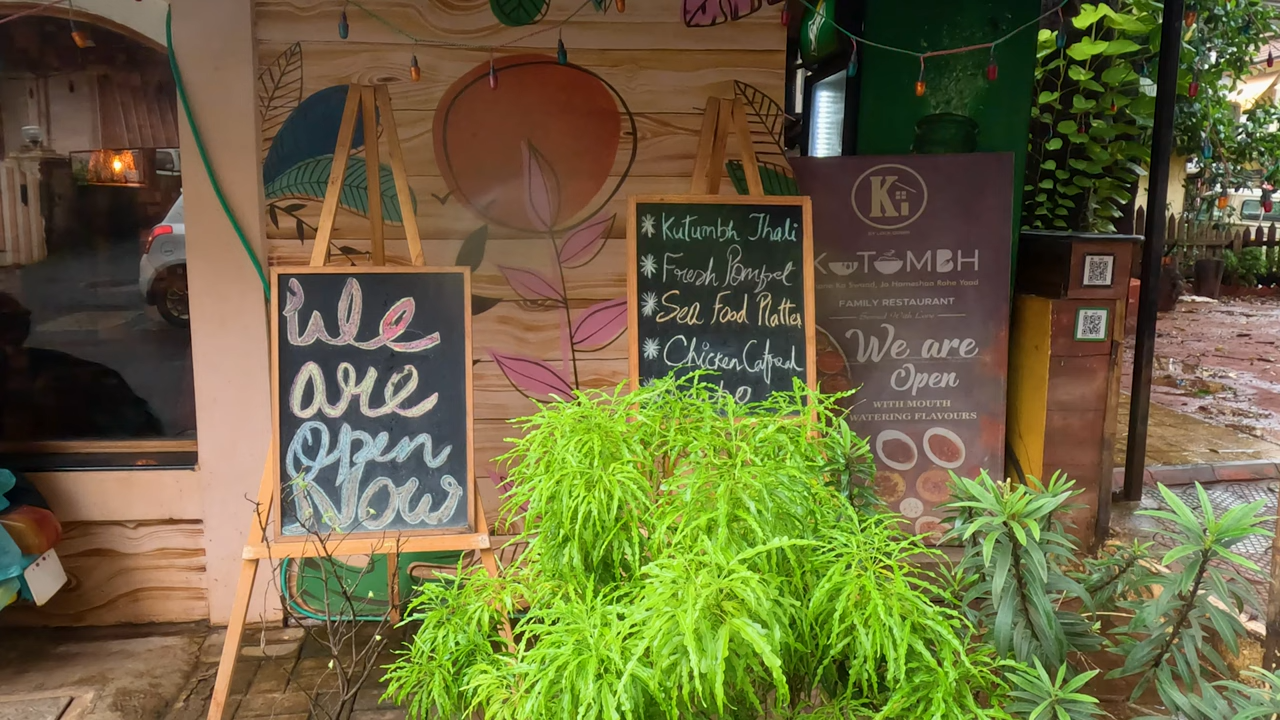 We
are
Open
Now
Kutumbh Thali
Fresh Pomfret
Sea Food Platter
Chicken Cafreal
K
KUTUMBH
FAMILY RESTAURANT
We are
Open
WITH MOUTH
WATERING FLAVOURS